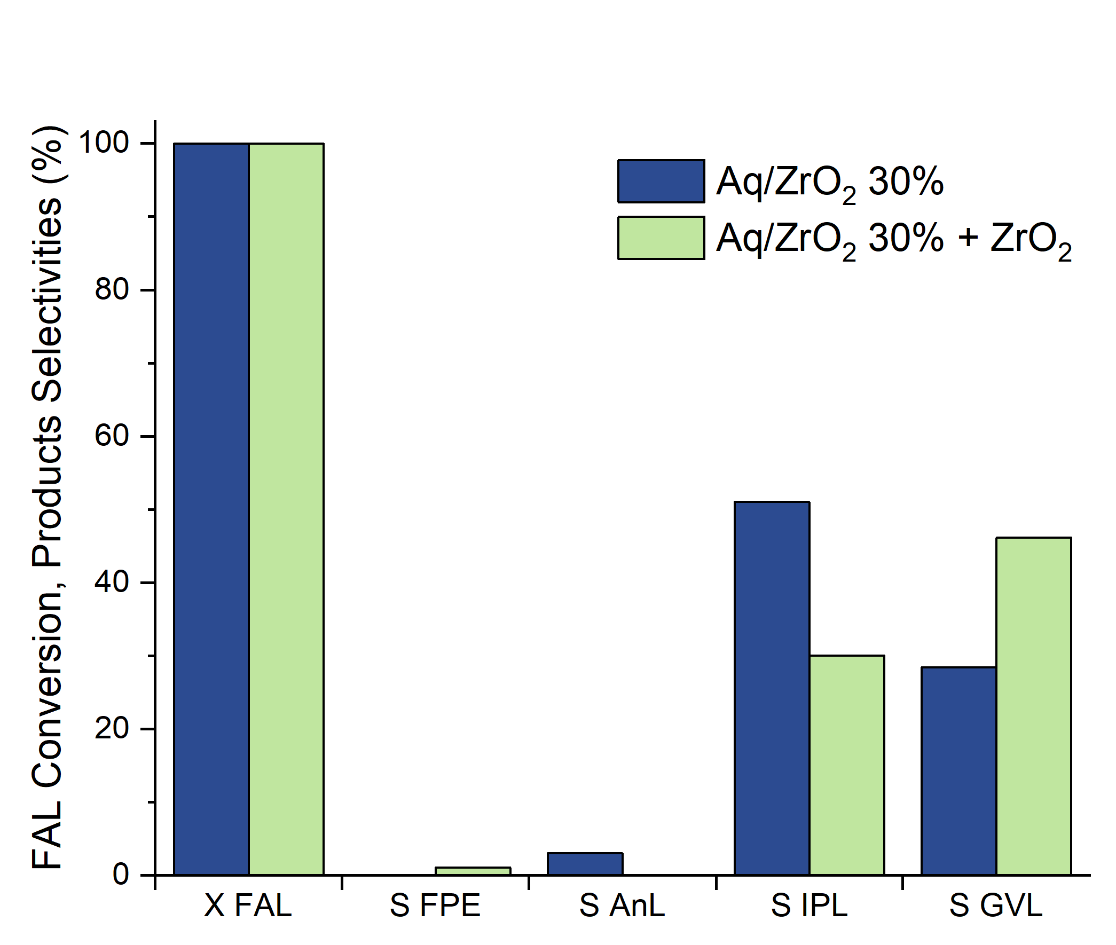 FAL Conversion, Products Selectivities (%)
100
80
60
40
20
0
Aq/ZrO₂ 30%
Aq/ZrO₂ 30% + ZrO₂
X FAL
S FPE
S AnL
S IPL
S GVL